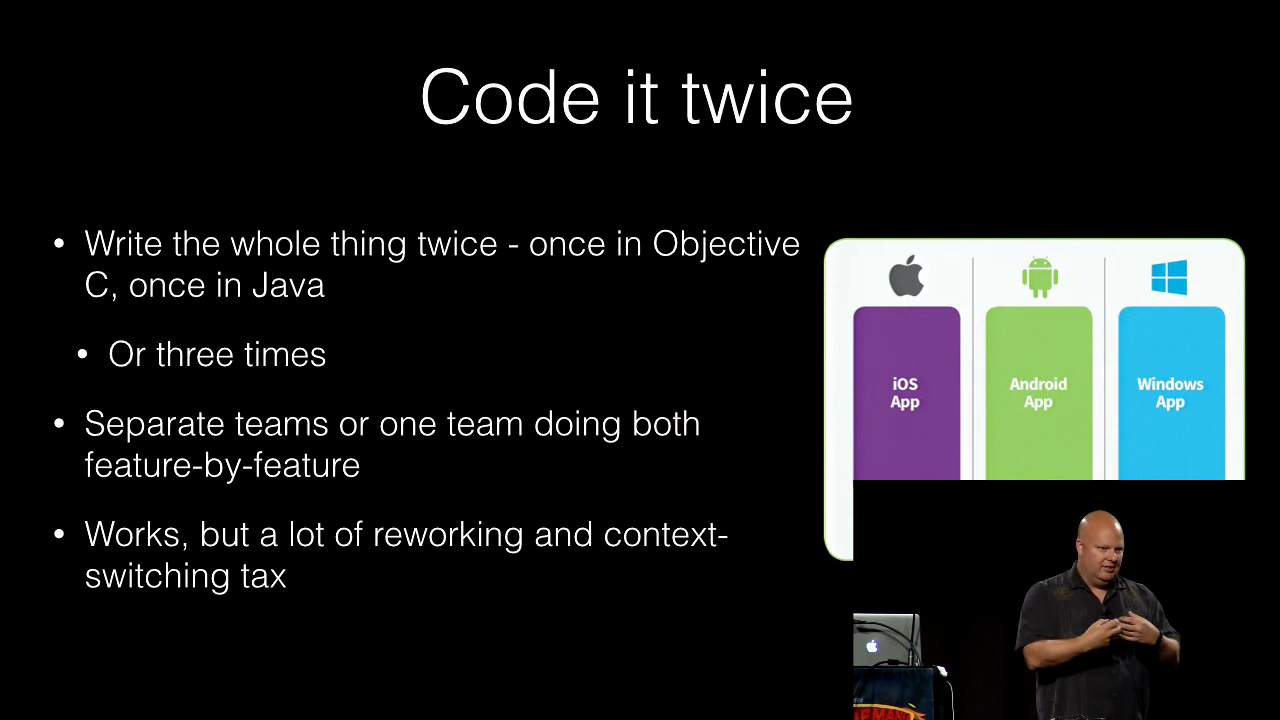 Code it twice
• Write the whole thing twice - once in Objective
C, once in Java
• Or three times
• Separate teams or one team doing both
feature-by-feature
• Works, but a lot of reworking and context-
switching tax
iOS
App
Android
App
Windows
App